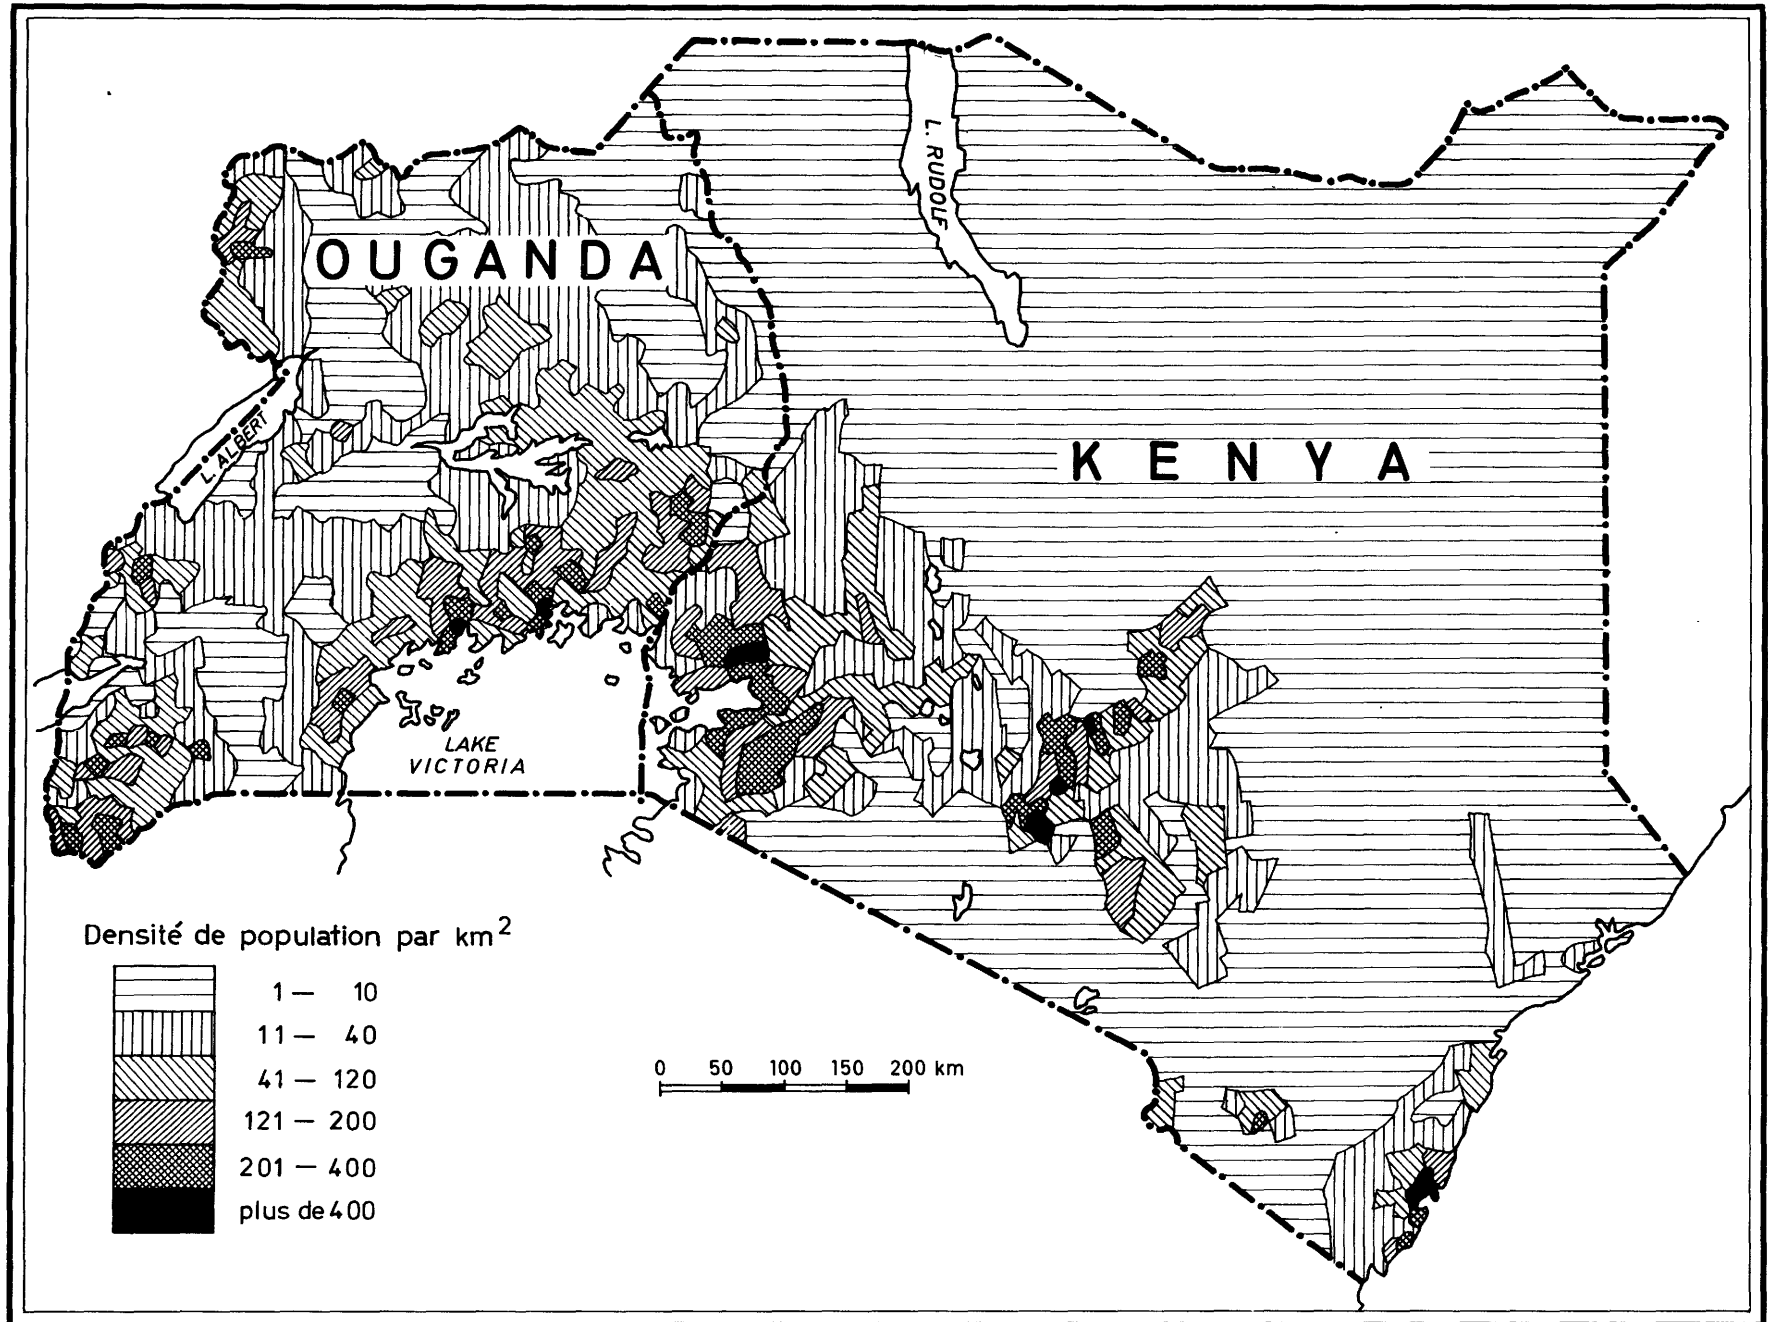 L. RUDOLF
OUGANDA
L. ALBERT
KENYA
LAKE
VICTORIA
Densité de population par km²
1 — 10
11 — 40
41 — 120
121 — 200
201 — 400
plus de 400
0 50 100 150 200 km